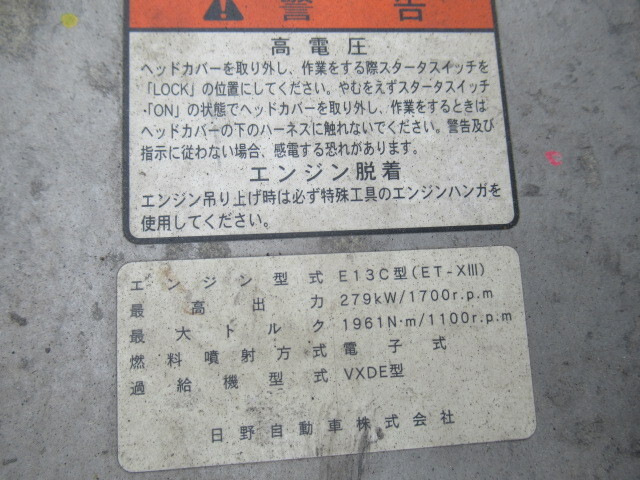 警告
高電圧
ヘッドカバーを取り外し、作業をする際スタータスイッチを
「LOCK」の位置にしてください。やむをえずスタータスイッチ
「ON」の状態でヘッドカバーを取り外し、作業をするときは
ヘッドカバーの下のハーネスに触れないでください。警告及び
指示に従わない場合、感電する恐れがあります。
エンジン脱着
エンジン吊り上げ時は必ず特殊工具のエンジンハンガを
使用してください。
エンジン型式 E13C型(ET-XIII)
最高出力 279kW/1700r.p.m
最大トルク 1961N·m/1100r.p.m
燃料噴射方式 電子式
過給機型式 VXDE型
日野自動車株式会社